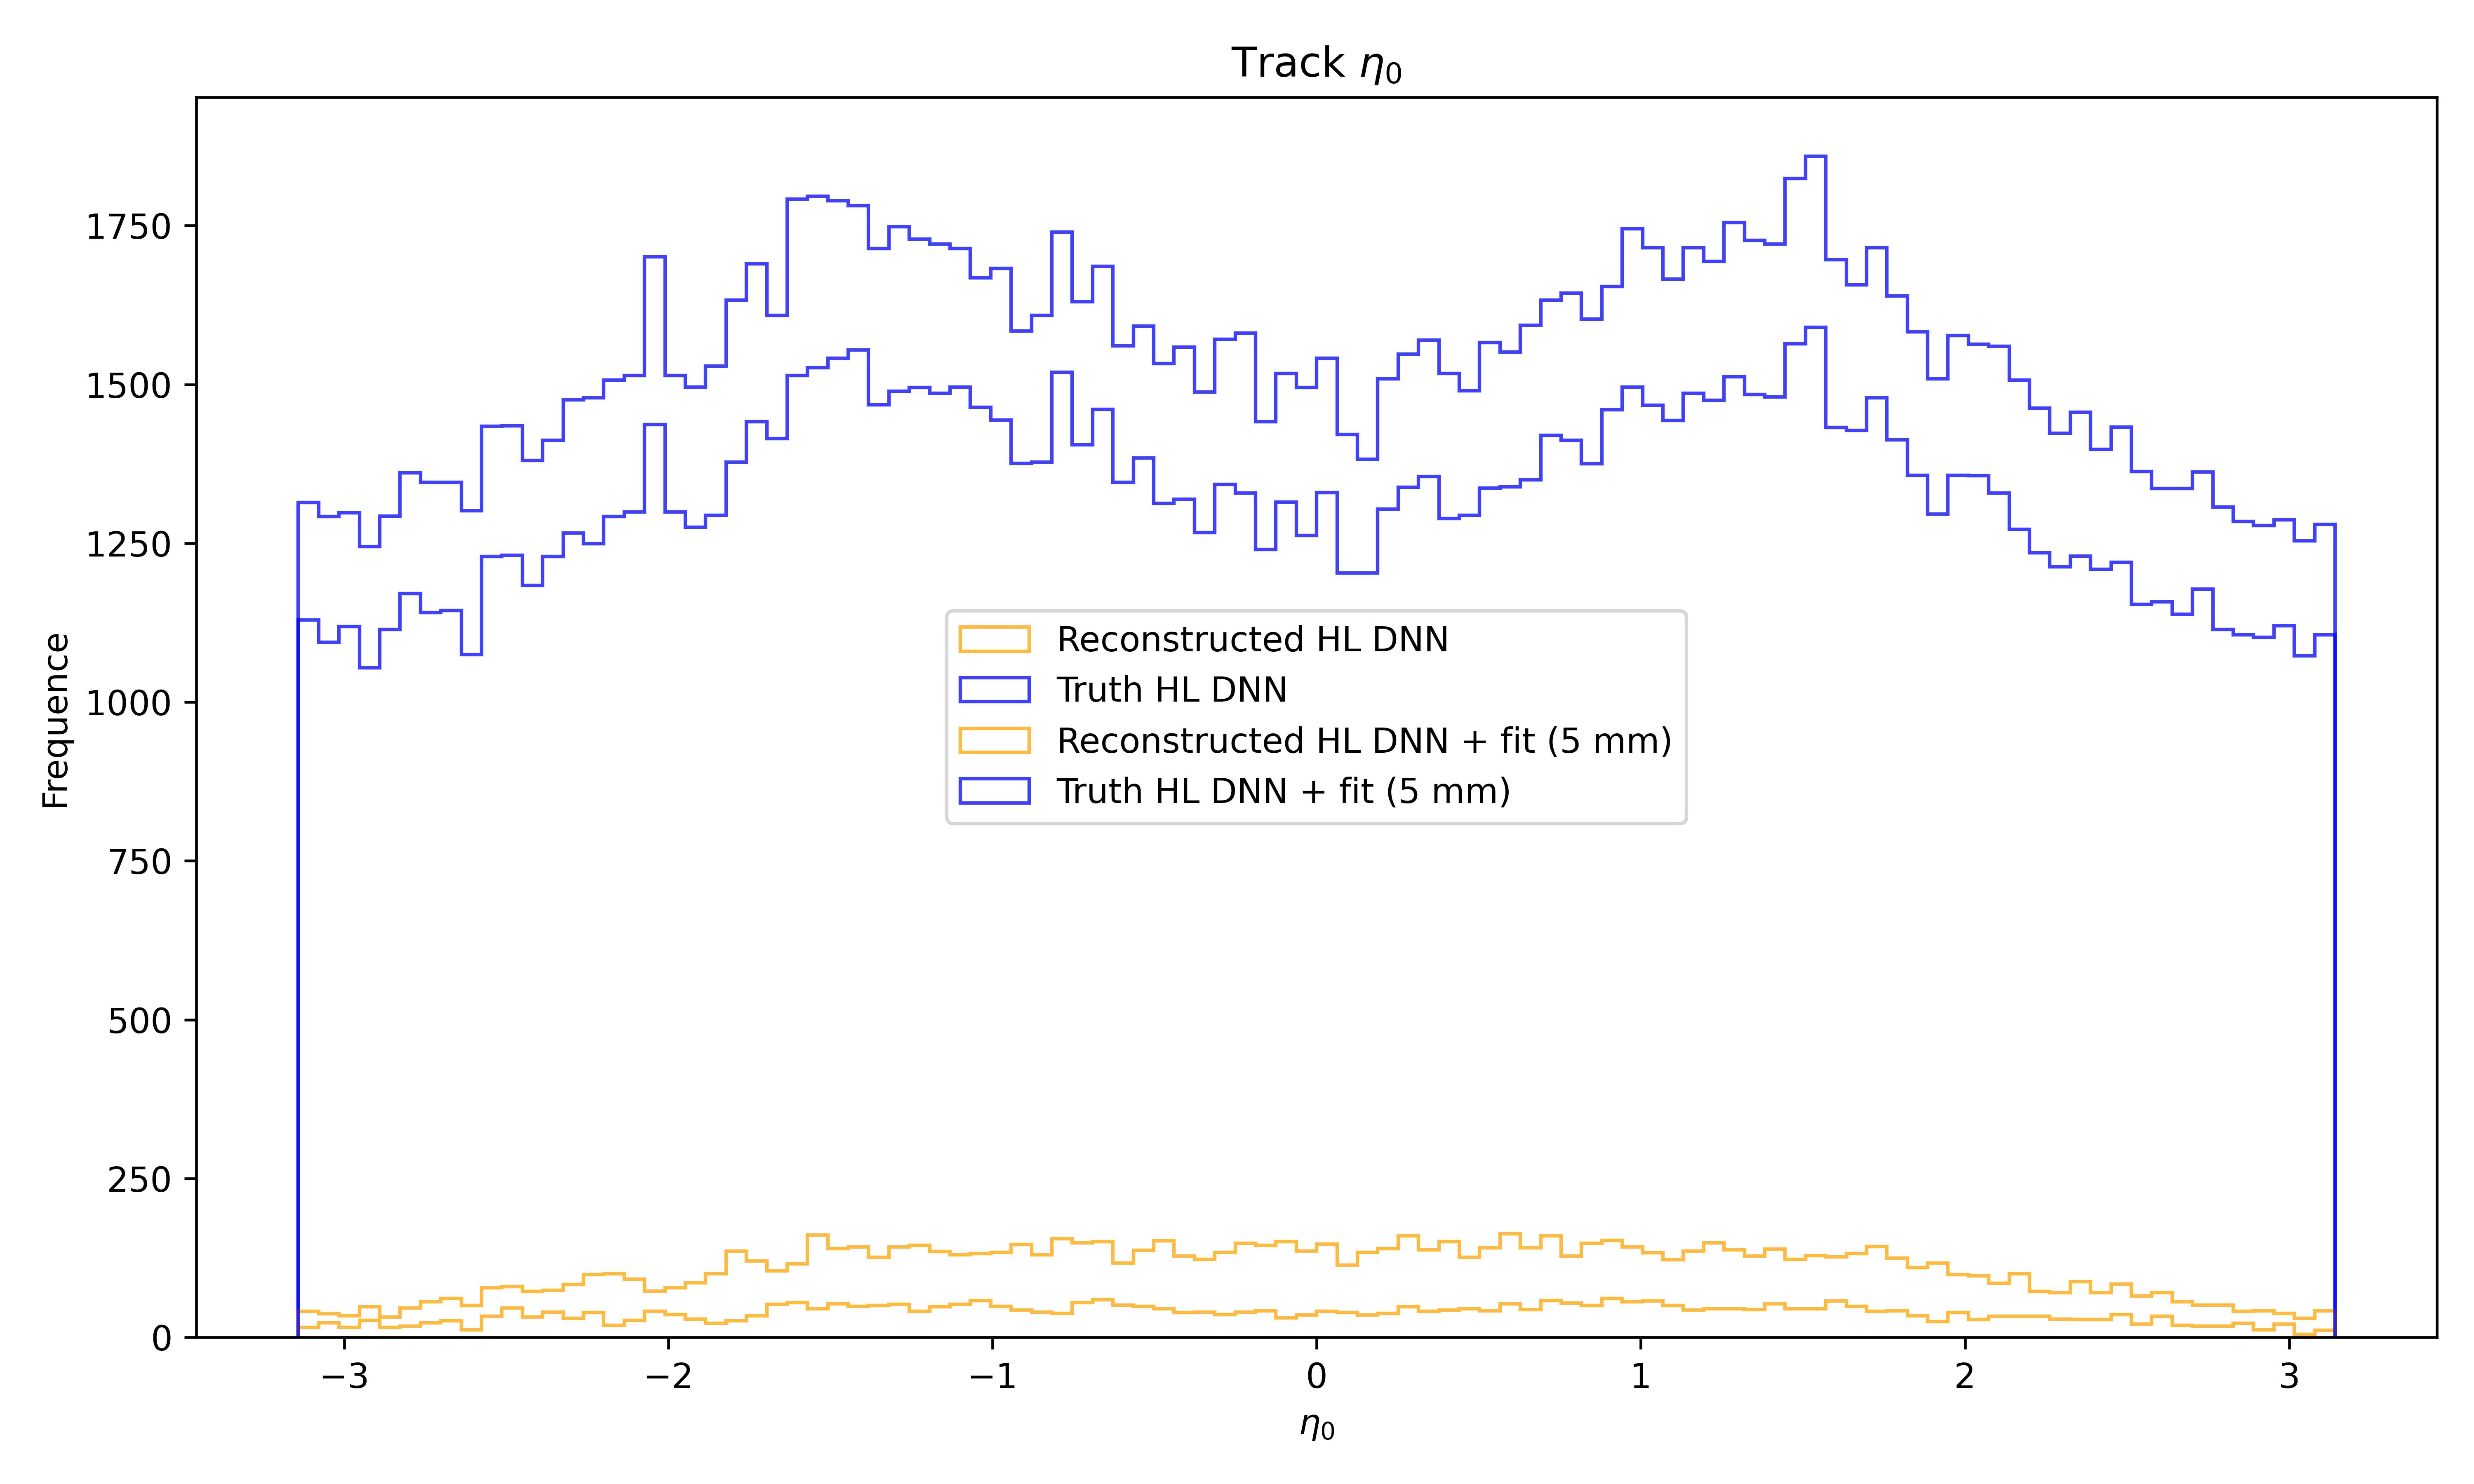 Track η₀
Frequence
1750
1500
1250
1000
750
500
250
0
Reconstructed HL DNN
Truth HL DNN
Reconstructed HL DNN + fit (5 mm)
Truth HL DNN + fit (5 mm)
−3 −2 −1 0 1 2 3
η₀